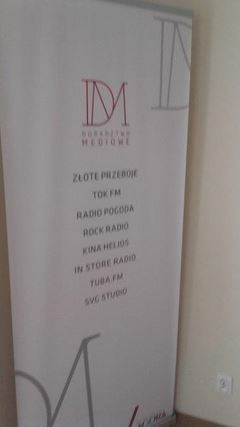 DM
DORADZTWO
MEDIOWE
ZŁOTE PRZEBOJE
TOK FM
RADIO POGODA
ROCK RADIO
KINA HELIOS
IN STORE RADIO
TUBA.FM
SVG STUDIO